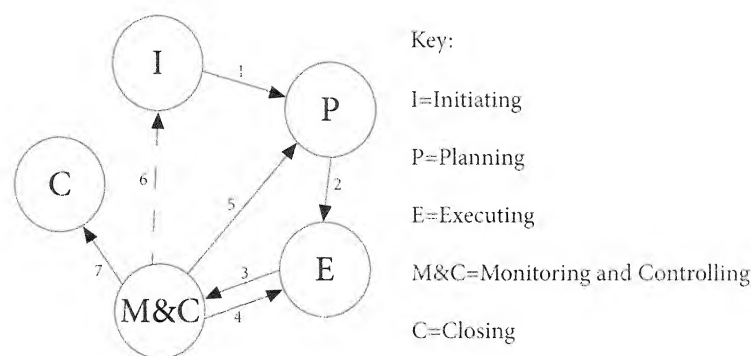 I
P
C
E
M&C
1
2
3
4
5
6
7
Key:
I=Initiating
P=Planning
E=Executing
M&C=Monitoring and Controlling
C=Closing